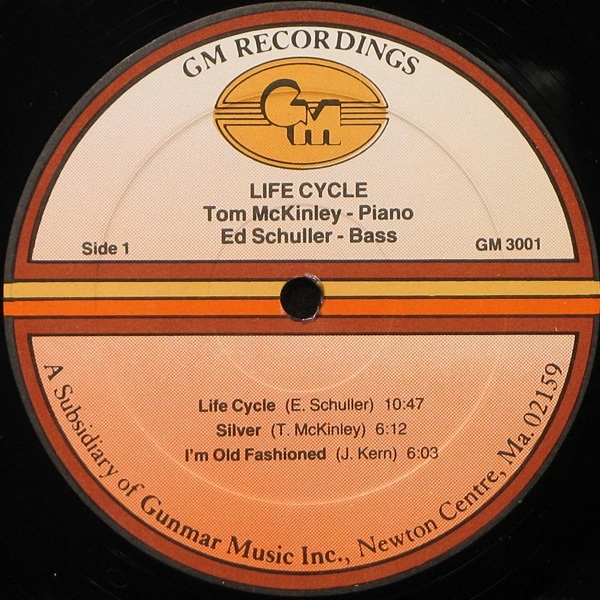 GM RECORDINGS
GM
LIFE CYCLE
Tom McKinley - Piano
Ed Schuller - Bass
Side 1
GM 3001
Life Cycle (E. Schuller) 10:47
Silver (T. McKinley) 6:12
I'm Old Fashioned (J. Kern) 6:03
A Subsidiary of Gunmar Music Inc., Newton Centre, Ma. 02159